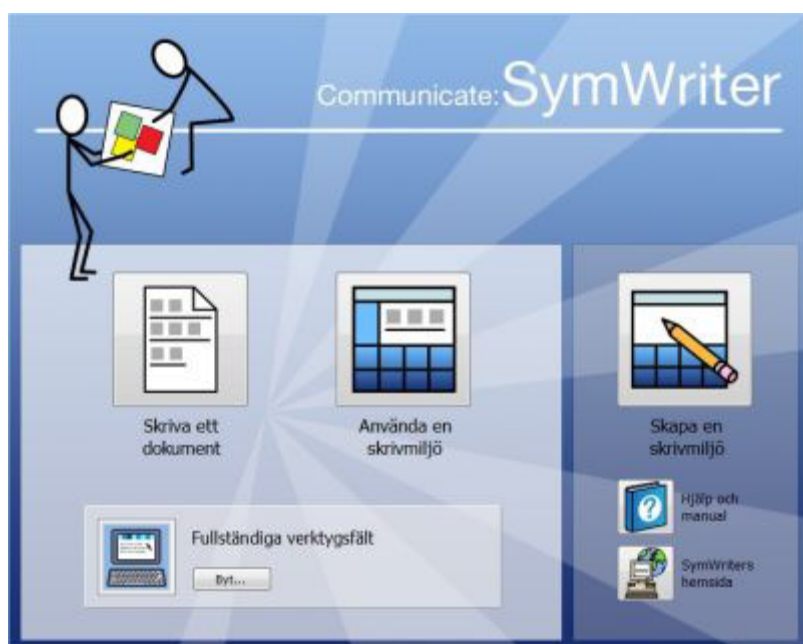 Communicate: SymWriter
Skriva ett
dokument
Använda en
skrivmiljö
Skapa en
skrivmiljö
Fullständiga verktygsfält
Byt...
Hjälp och
manual
SymWriters
hemsida